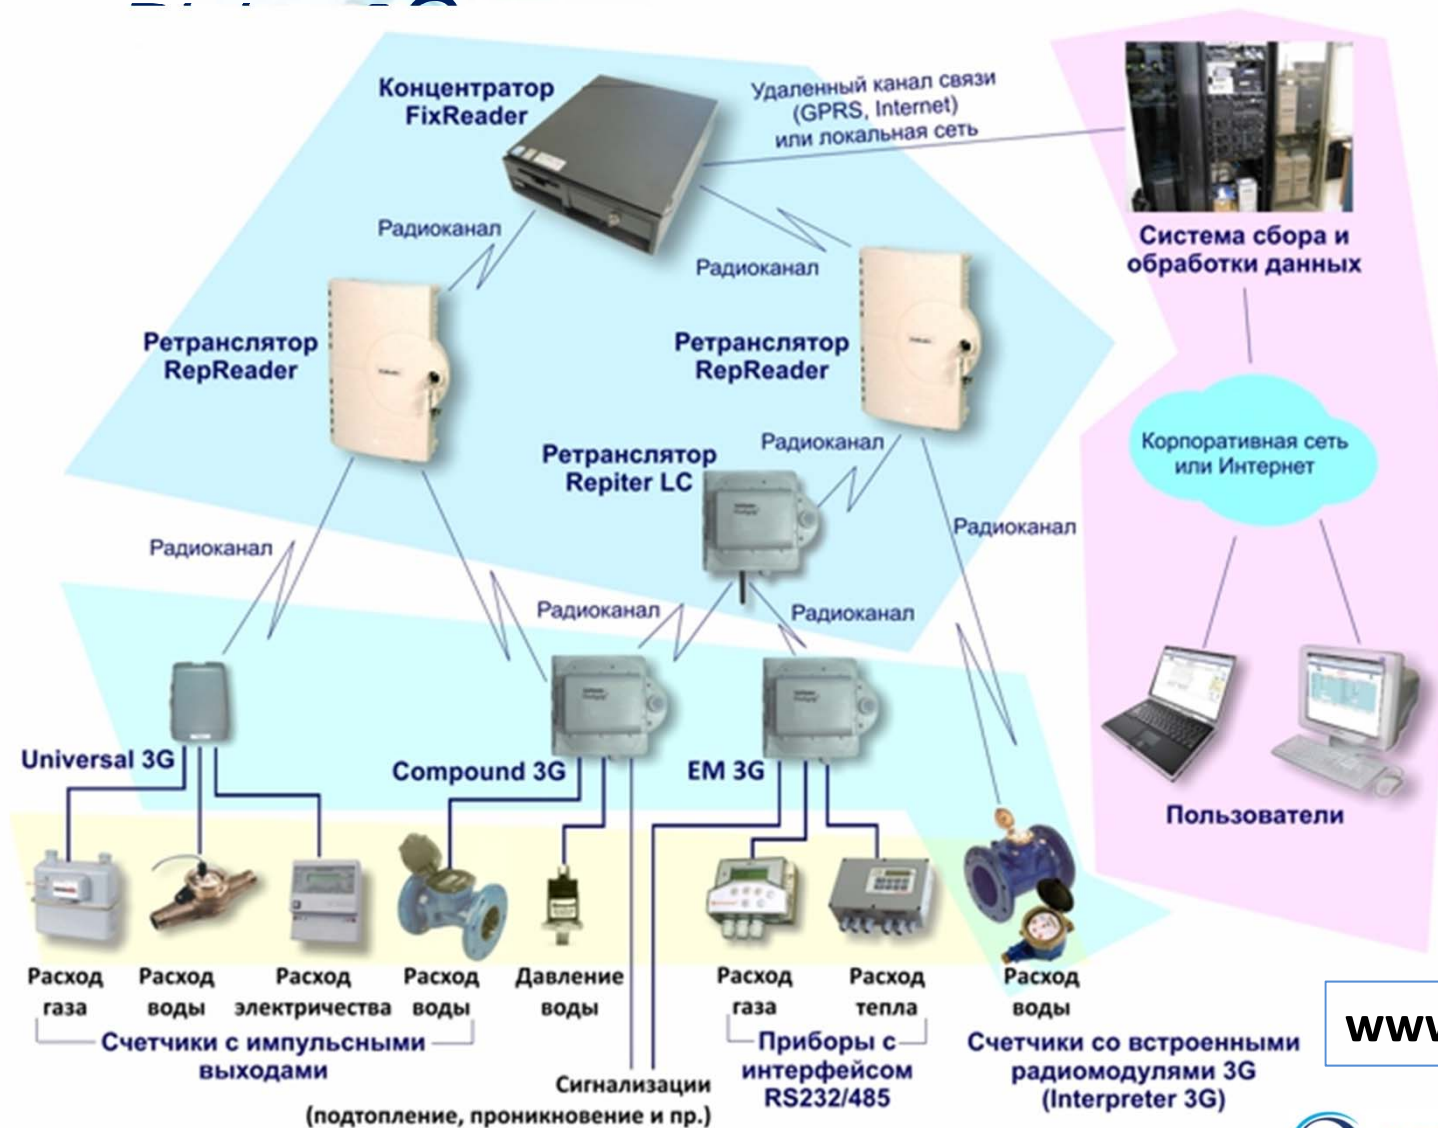 Концентратор
FixReader
Удаленный канал связи
(GPRS, Internet)
или локальная сеть
Система сбора и
обработки данных
Радиоканал
Радиоканал
Ретранслятор
RepReader
Ретранслятор
RepReader
Корпоративная сеть
или Интернет
Радиоканал
Ретранслятор
Repiter LC
Радиоканал
Радиоканал
Радиоканал
Радиоканал
Universal 3G
Compound 3G
EM 3G
Пользователи
Расход
газа
Расход
воды
Расход
электричества
Расход
воды
Давление
воды
Расход
газа
Расход
тепла
Расход
воды
Счетчики с импульсными
выходами
Приборы с
интерфейсом
RS232/485
Счетчики со встроенными
радиомодулями 3G
(Interpreter 3G)
Сигнализации
(подтопление, проникновение и пр.)